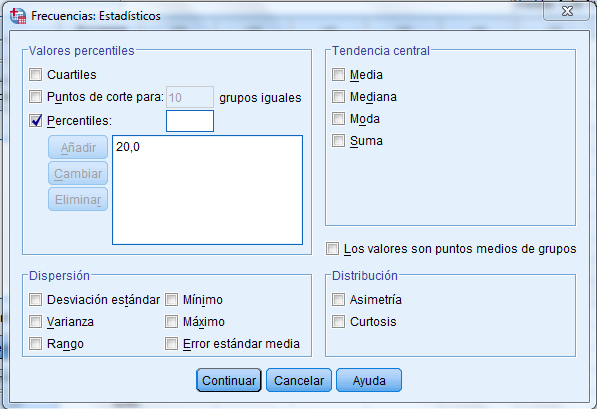 Frecuencias: Estadísticos
Valores percentiles
Cuartiles
Puntos de corte para: 10 grupos iguales
Percentiles:
Añadir
Cambiar
Eliminar
20,0
Tendencia central
Media
Mediana
Moda
Suma
Los valores son puntos medios de grupos
Dispersión
Desviación estándar Mínimo
Varianza Máximo
Rango Error estándar media
Distribución
Asimetría
Curtosis
Continuar Cancelar Ayuda